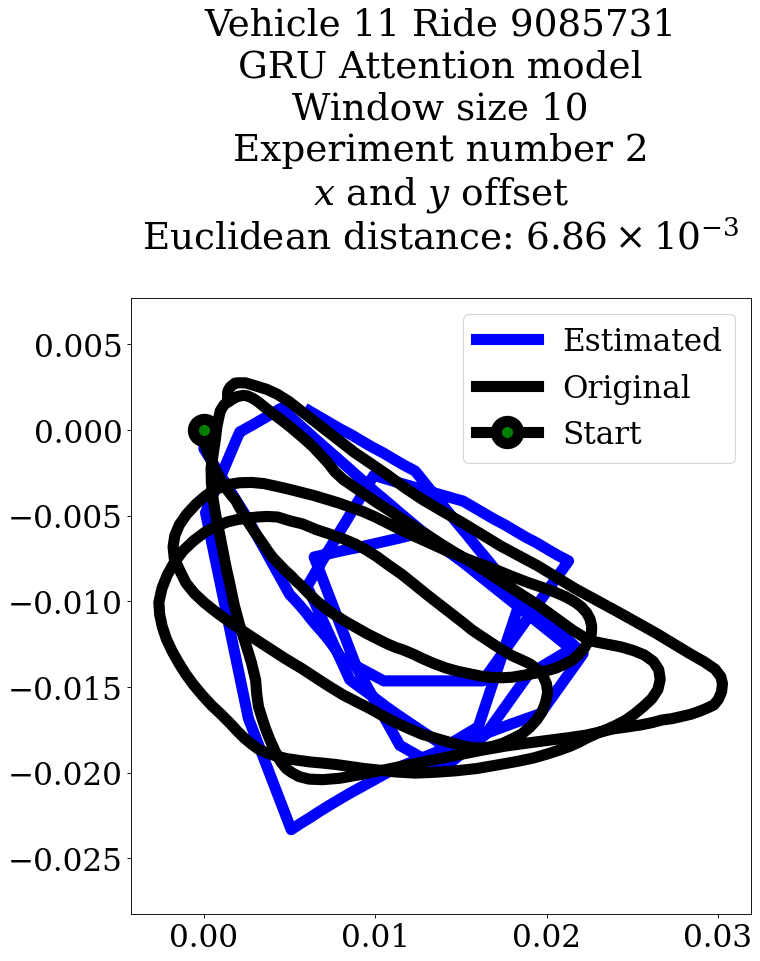 Vehicle 11 Ride 9085731
GRU Attention model
Window size 10
Experiment number 2
x and y offset
Euclidean distance: 6.86 × 10⁻³
Estimated
Original
Start
0.005
0.000
−0.005
−0.010
−0.015
−0.020
−0.025
0.00 0.01 0.02 0.03